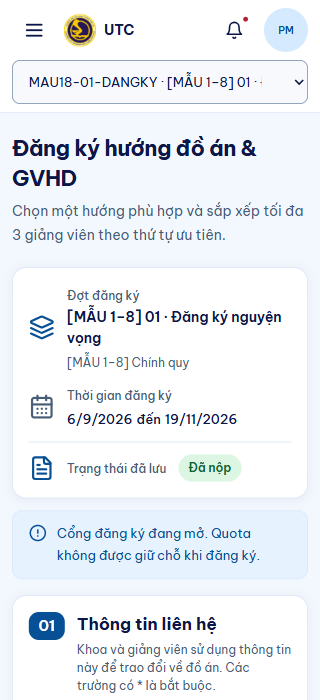 UTC
PM
MAU18-01-DANGKY · [MẪU 1–8] 01 ·
Đăng ký hướng đồ án &
GVHD
Chọn một hướng phù hợp và sắp xếp tối đa
3 giảng viên theo thứ tự ưu tiên.
Đợt đăng ký
[MẪU 1–8] 01 · Đăng ký nguyện
vọng
[MẪU 1–8] Chính quy
Thời gian đăng ký
6/9/2026 đến 19/11/2026
Trạng thái đã lưu Đã nộp
Cổng đăng ký đang mở. Quota
không được giữ chỗ khi đăng ký.
01 Thông tin liên hệ
Khoa và giảng viên sử dụng thông tin
này để trao đổi về đồ án. Các
trường có * là bắt buộc.